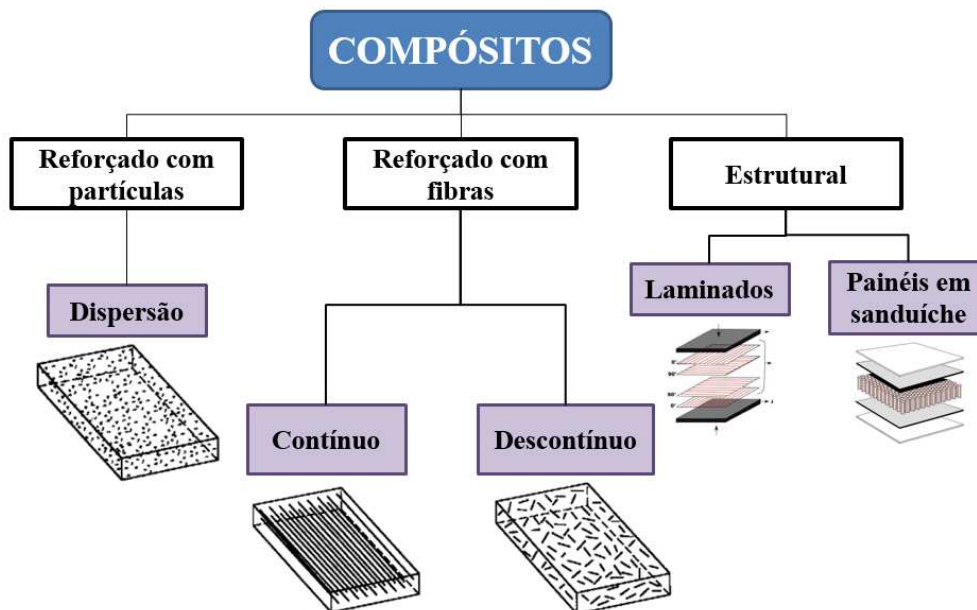 COMPÓSITOS
Reforçado com
partículas
Reforçado com
fibras
Estrutural
Dispersão
Contínuo
Descontínuo
Laminados
Painéis em
sanduíche